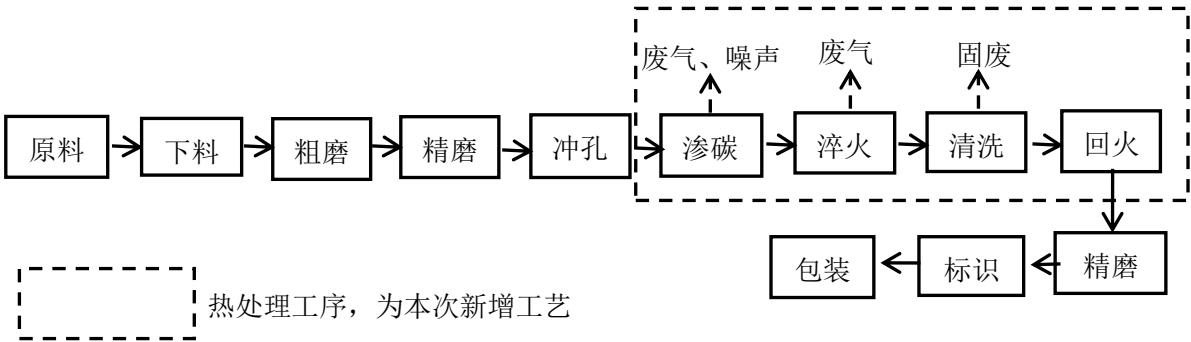 废气、噪声
废气
固废
原料
下料
粗磨
精磨
冲孔
渗碳
淬火
清洗
回火
包装
标识
精磨
热处理工序，为本次新增工艺